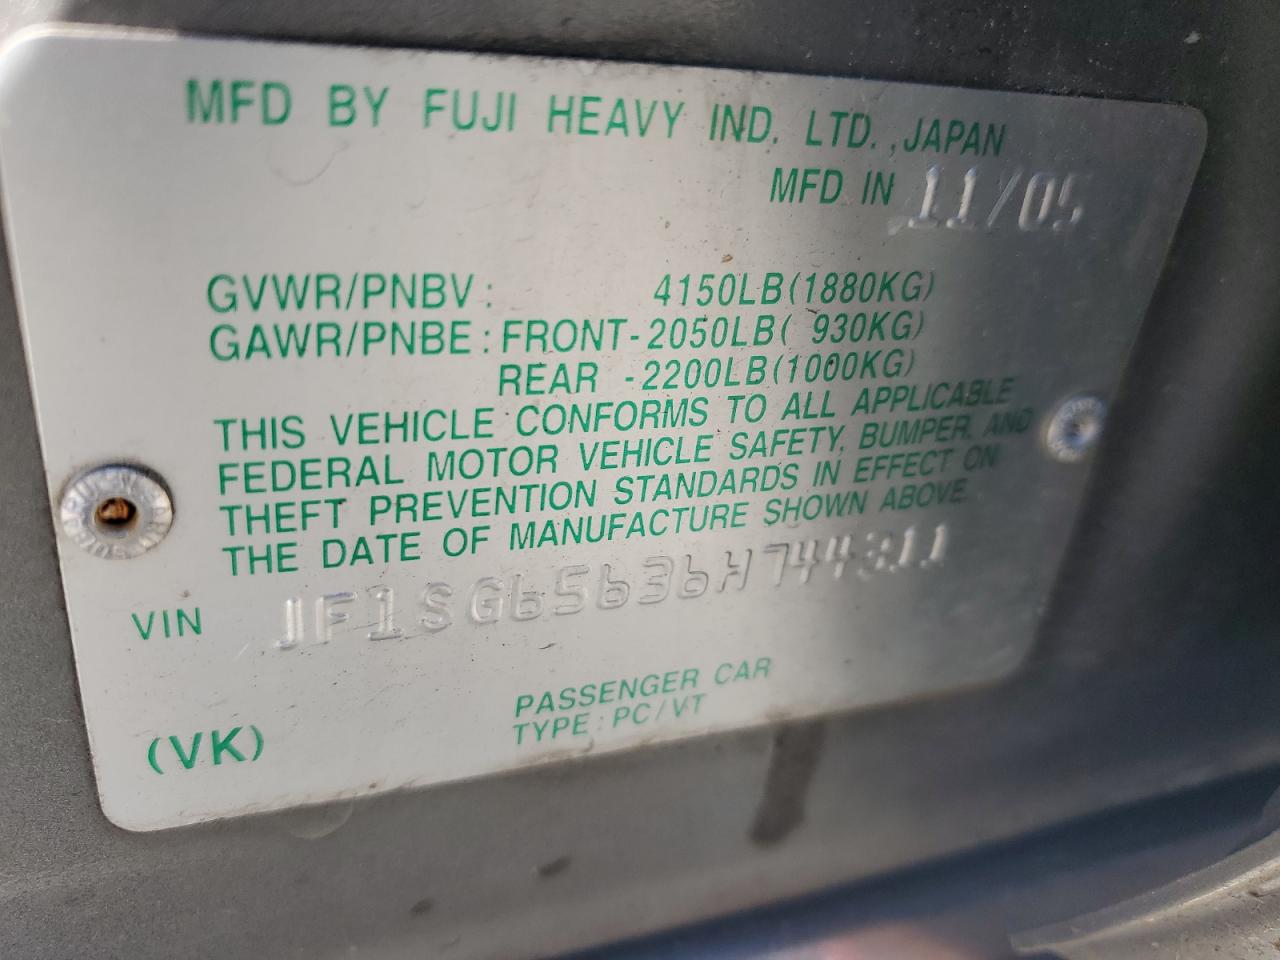 MFD BY FUJI HEAVY IND. LTD., JAPAN
MFD IN 11/05
GVWR/PNBV: 4150LB(1880KG)
GAWR/PNBE: FRONT-2050LB( 930KG)
REAR -2200LB(1000KG)
THIS VEHICLE CONFORMS TO ALL APPLICABLE
FEDERAL MOTOR VEHICLE SAFETY, BUMPER, AND
THEFT PREVENTION STANDARDS IN EFFECT ON
THE DATE OF MANUFACTURE SHOWN ABOVE.
VIN JF1SG65636H744311
PASSENGER CAR
TYPE: PC/VT
(VK)